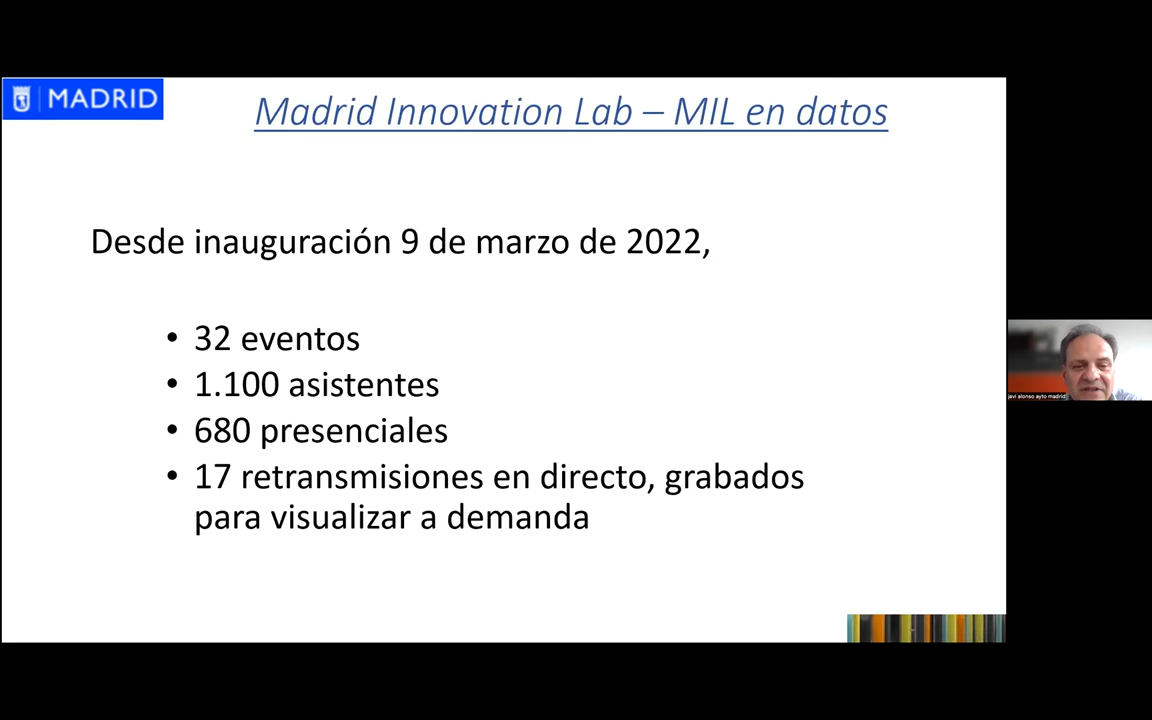 MADRID
Madrid Innovation Lab – MIL en datos
Desde inauguración 9 de marzo de 2022,
• 32 eventos
• 1.100 asistentes
• 680 presenciales
• 17 retransmisiones en directo, grabados
para visualizar a demanda
javi alonso ayto madrid